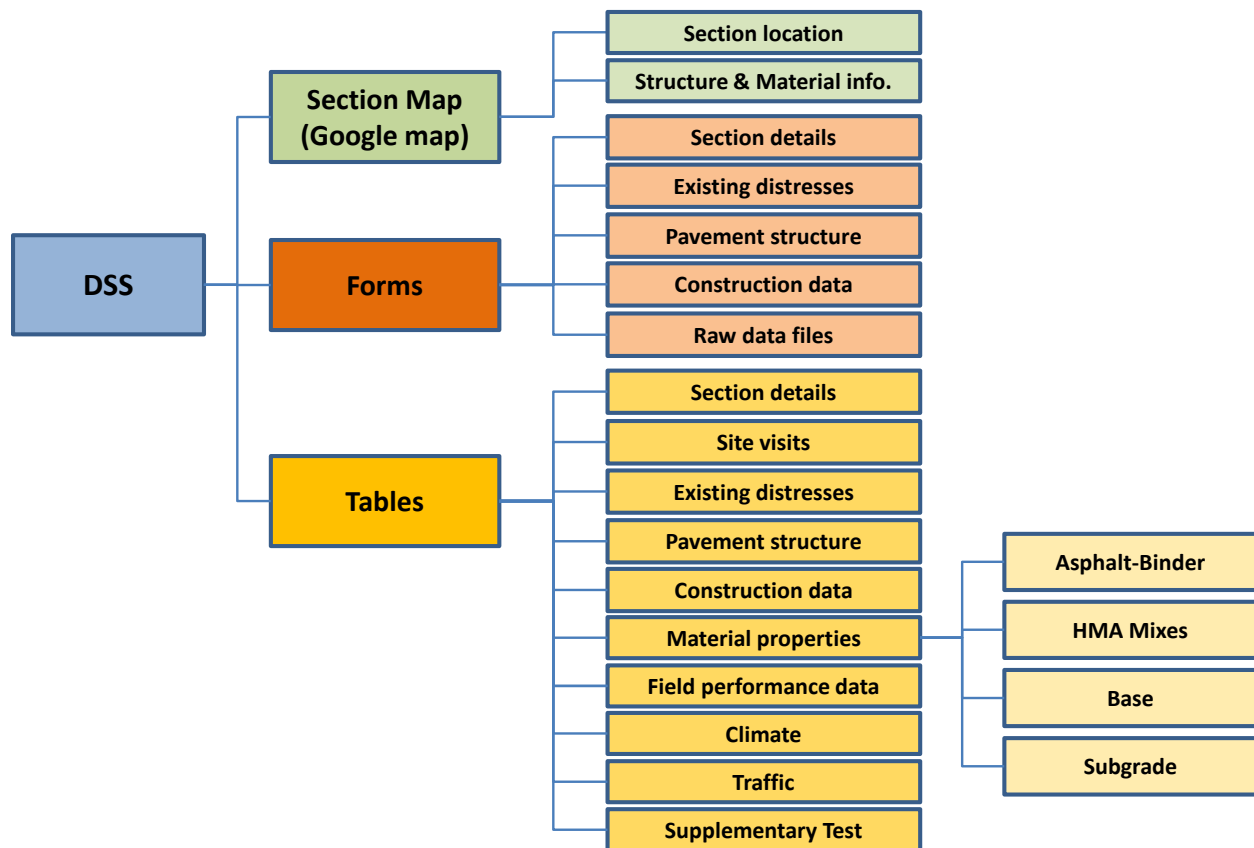 DSS
Section Map
(Google map)
Section location
Structure & Material info.
Forms
Section details
Existing distresses
Pavement structure
Construction data
Raw data files
Tables
Section details
Site visits
Existing distresses
Pavement structure
Construction data
Material properties
Asphalt-Binder
HMA Mixes
Base
Subgrade
Field performance data
Climate
Traffic
Supplementary Test